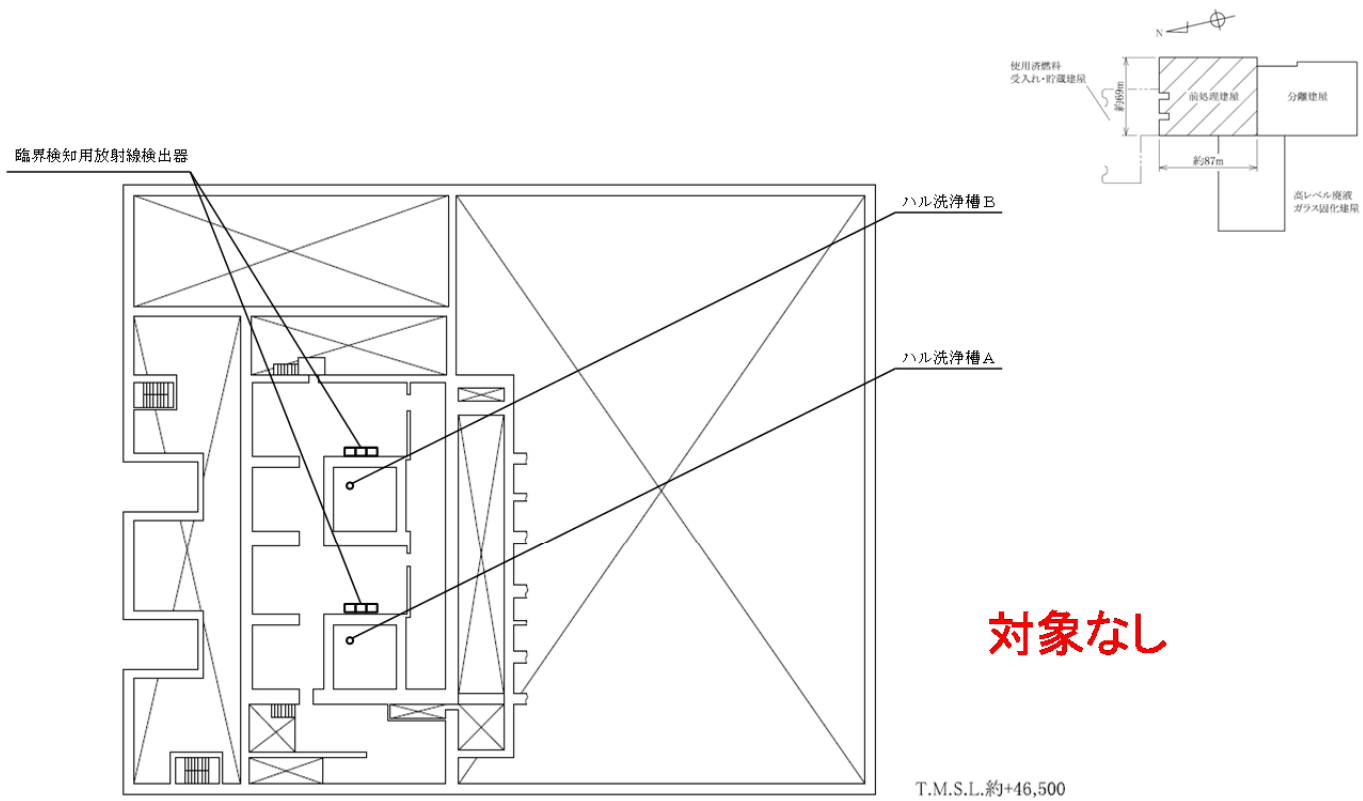 N
使用済燃料
受入れ・貯蔵建屋
約69m
前処理建屋
分離建屋
約87m
高レベル廃液
ガラス固化建屋
臨界検知用放射線検出器
ハル洗浄槽B
ハル洗浄槽A
対象なし
T.M.S.L.約+46,500